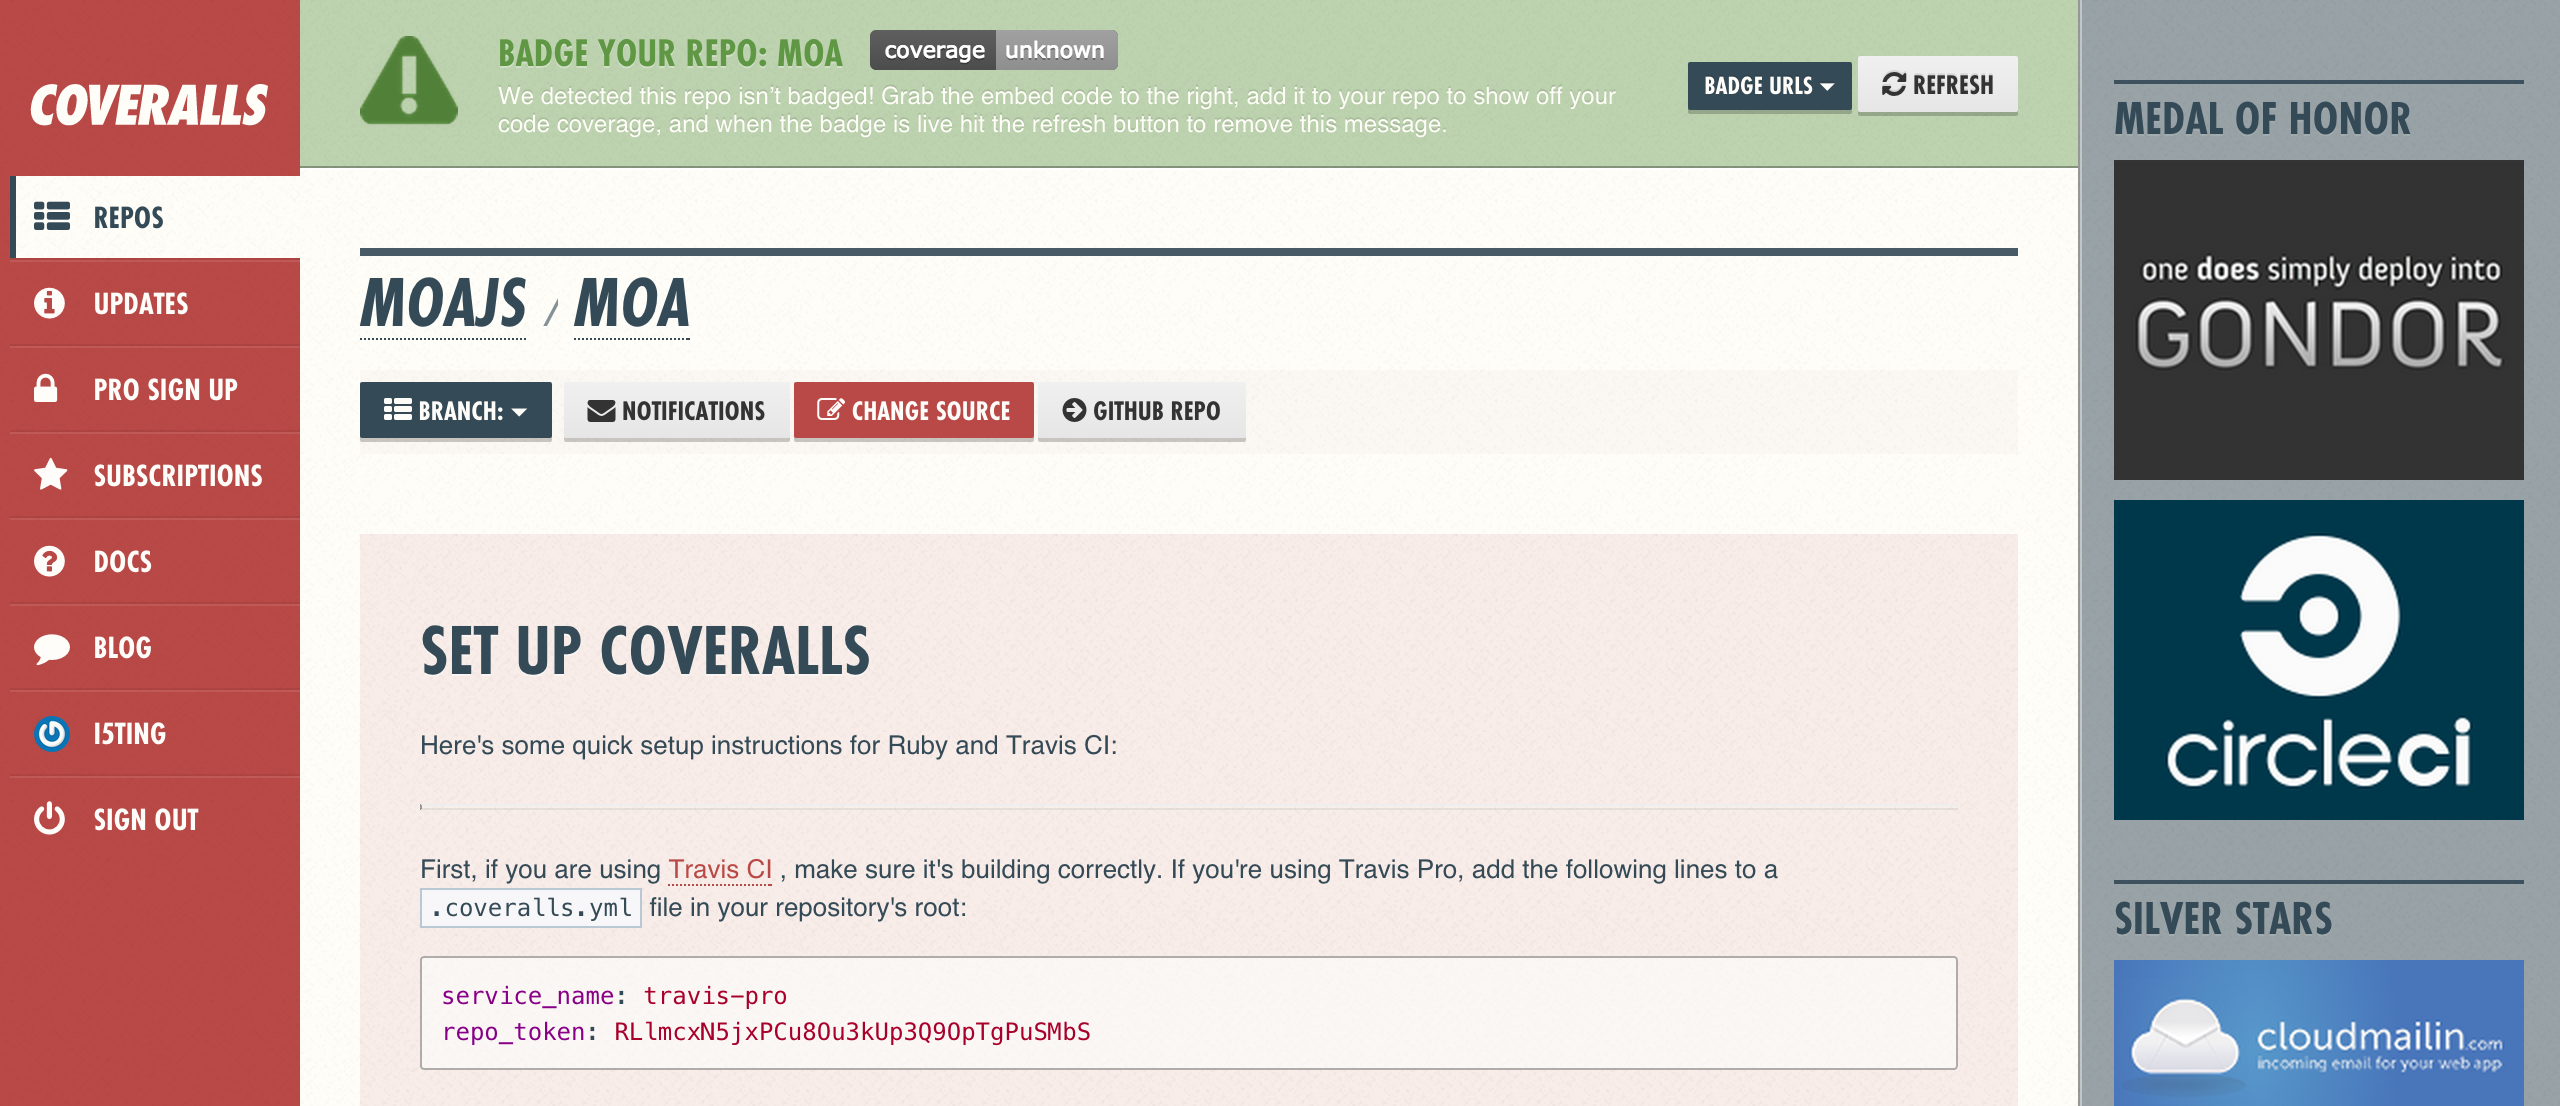 COVERALLS
REPOS
UPDATES
PRO SIGN UP
SUBSCRIPTIONS
DOCS
BLOG
I5TING
SIGN OUT
BADGE YOUR REPO: MOA coverage unknown
We detected this repo isn't badged! Grab the embed code to the right, add it to your repo to show off your
code coverage, and when the badge is live hit the refresh button to remove this message.
BADGE URLS REFRESH
MOAJS / MOA
BRANCH: NOTIFICATIONS CHANGE SOURCE GITHUB REPO
SET UP COVERALLS
Here's some quick setup instructions for Ruby and Travis CI:
First, if you are using Travis CI , make sure it's building correctly. If you're using Travis Pro, add the following lines to a
.coveralls.yml file in your repository's root:
service_name: travis-pro
repo_token: RLlmcxN5jxPCu8Ou3kUp3Q9OpTgPuSMbS
MEDAL OF HONOR
one does simply deploy into
GONDOR
circleci
SILVER STARS
cloudmailin.com
incoming email for your web app